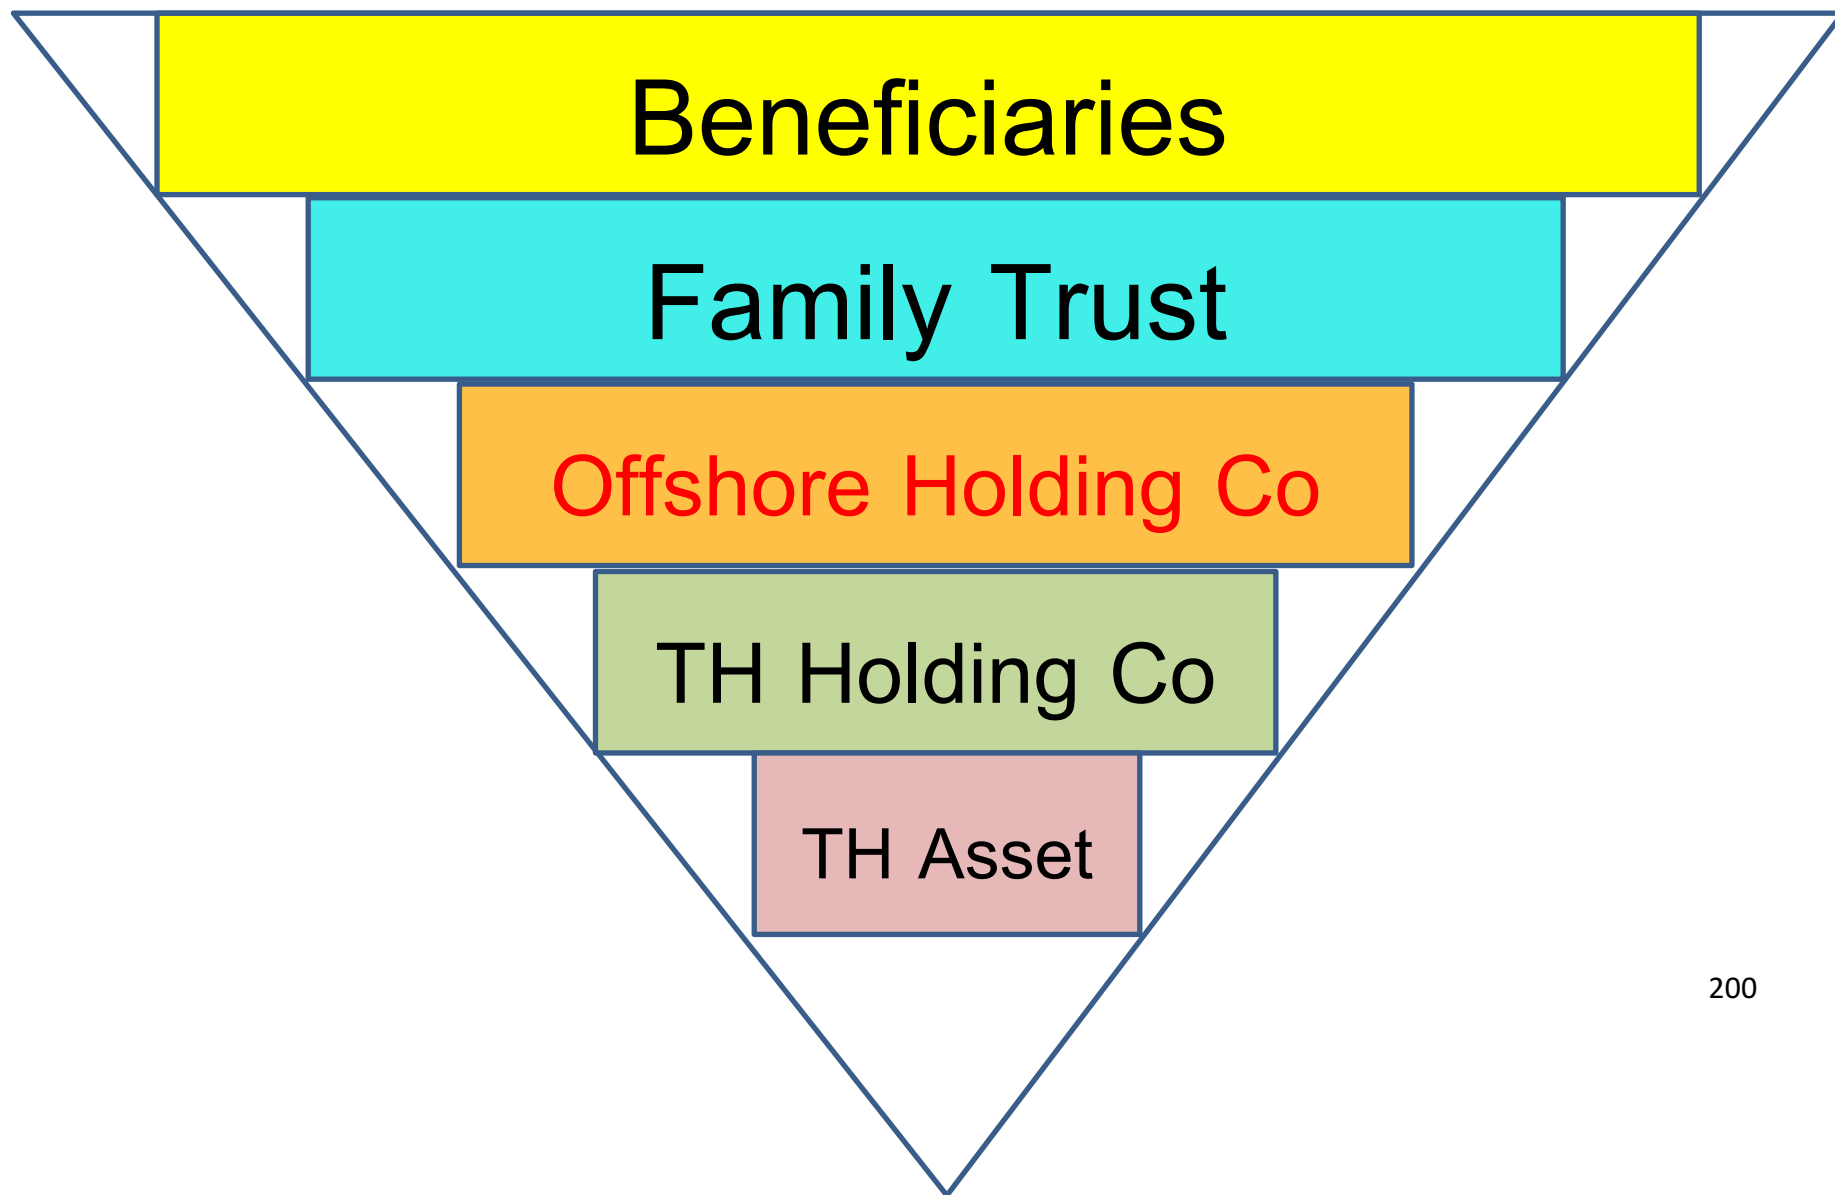 Beneficiaries
Family Trust
Offshore Holding Co
TH Holding Co
TH Asset
200